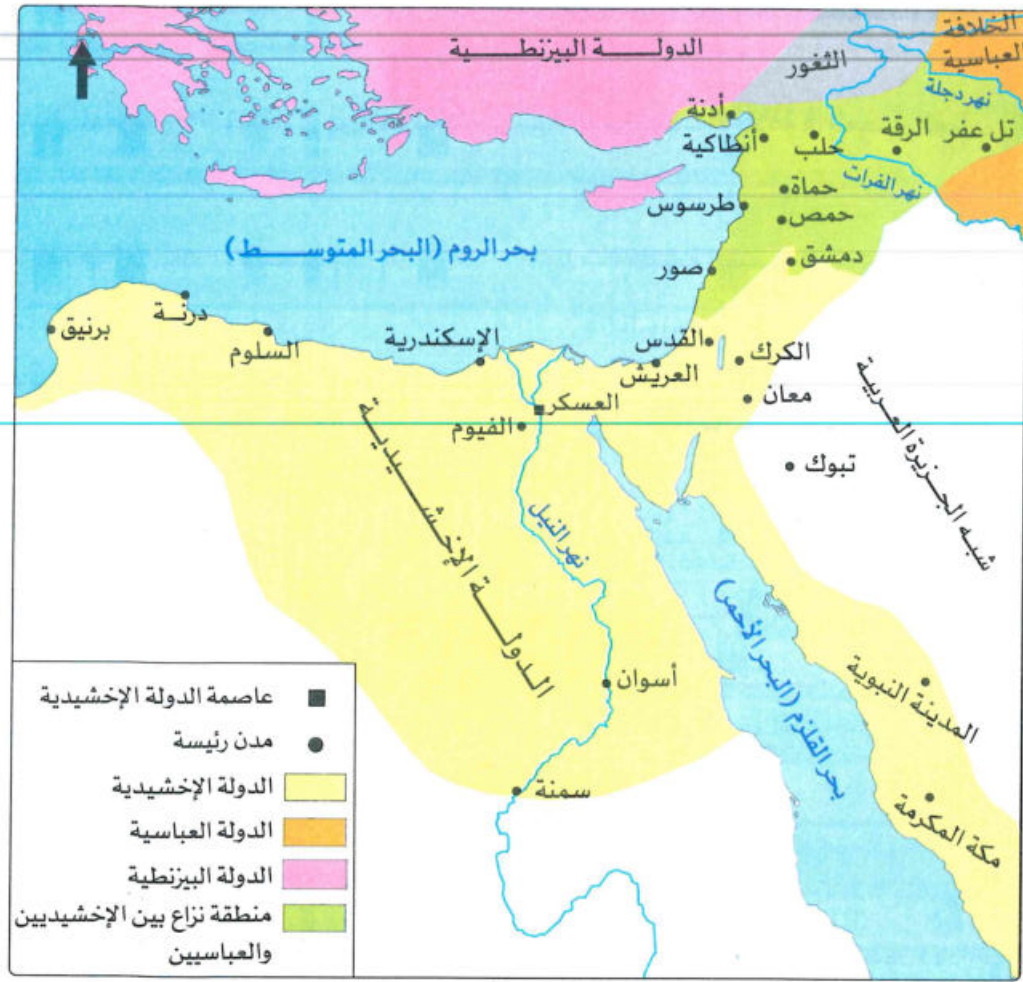 الدولة البيزنطية
الثغور
الخلافة
العباسية
نهر دجلة
أدنة
أنطاكية
حلب
الرقة
تل عفر
نهر الفرات
حماة
طرسوس
حمص
بحر الروم (البحر المتوسط)
دمشق
صور
برنيق
درنة
السلوم
الإسكندرية
القدس
العريش
الكرك
معان
العسكر
الفيوم
تبوك
شبه الجزيرة العربية
الدولة الإخشيدية
نهر النيل
بحر القلزم (البحر الأحمر)
أسوان
المدينة النبوية
سمنة
مكة المكرمة
عاصمة الدولة الإخشيدية
مدن رئيسة
الدولة الإخشيدية
الدولة العباسية
الدولة البيزنطية
منطقة نزاع بين الإخشيديين
والعباسيين